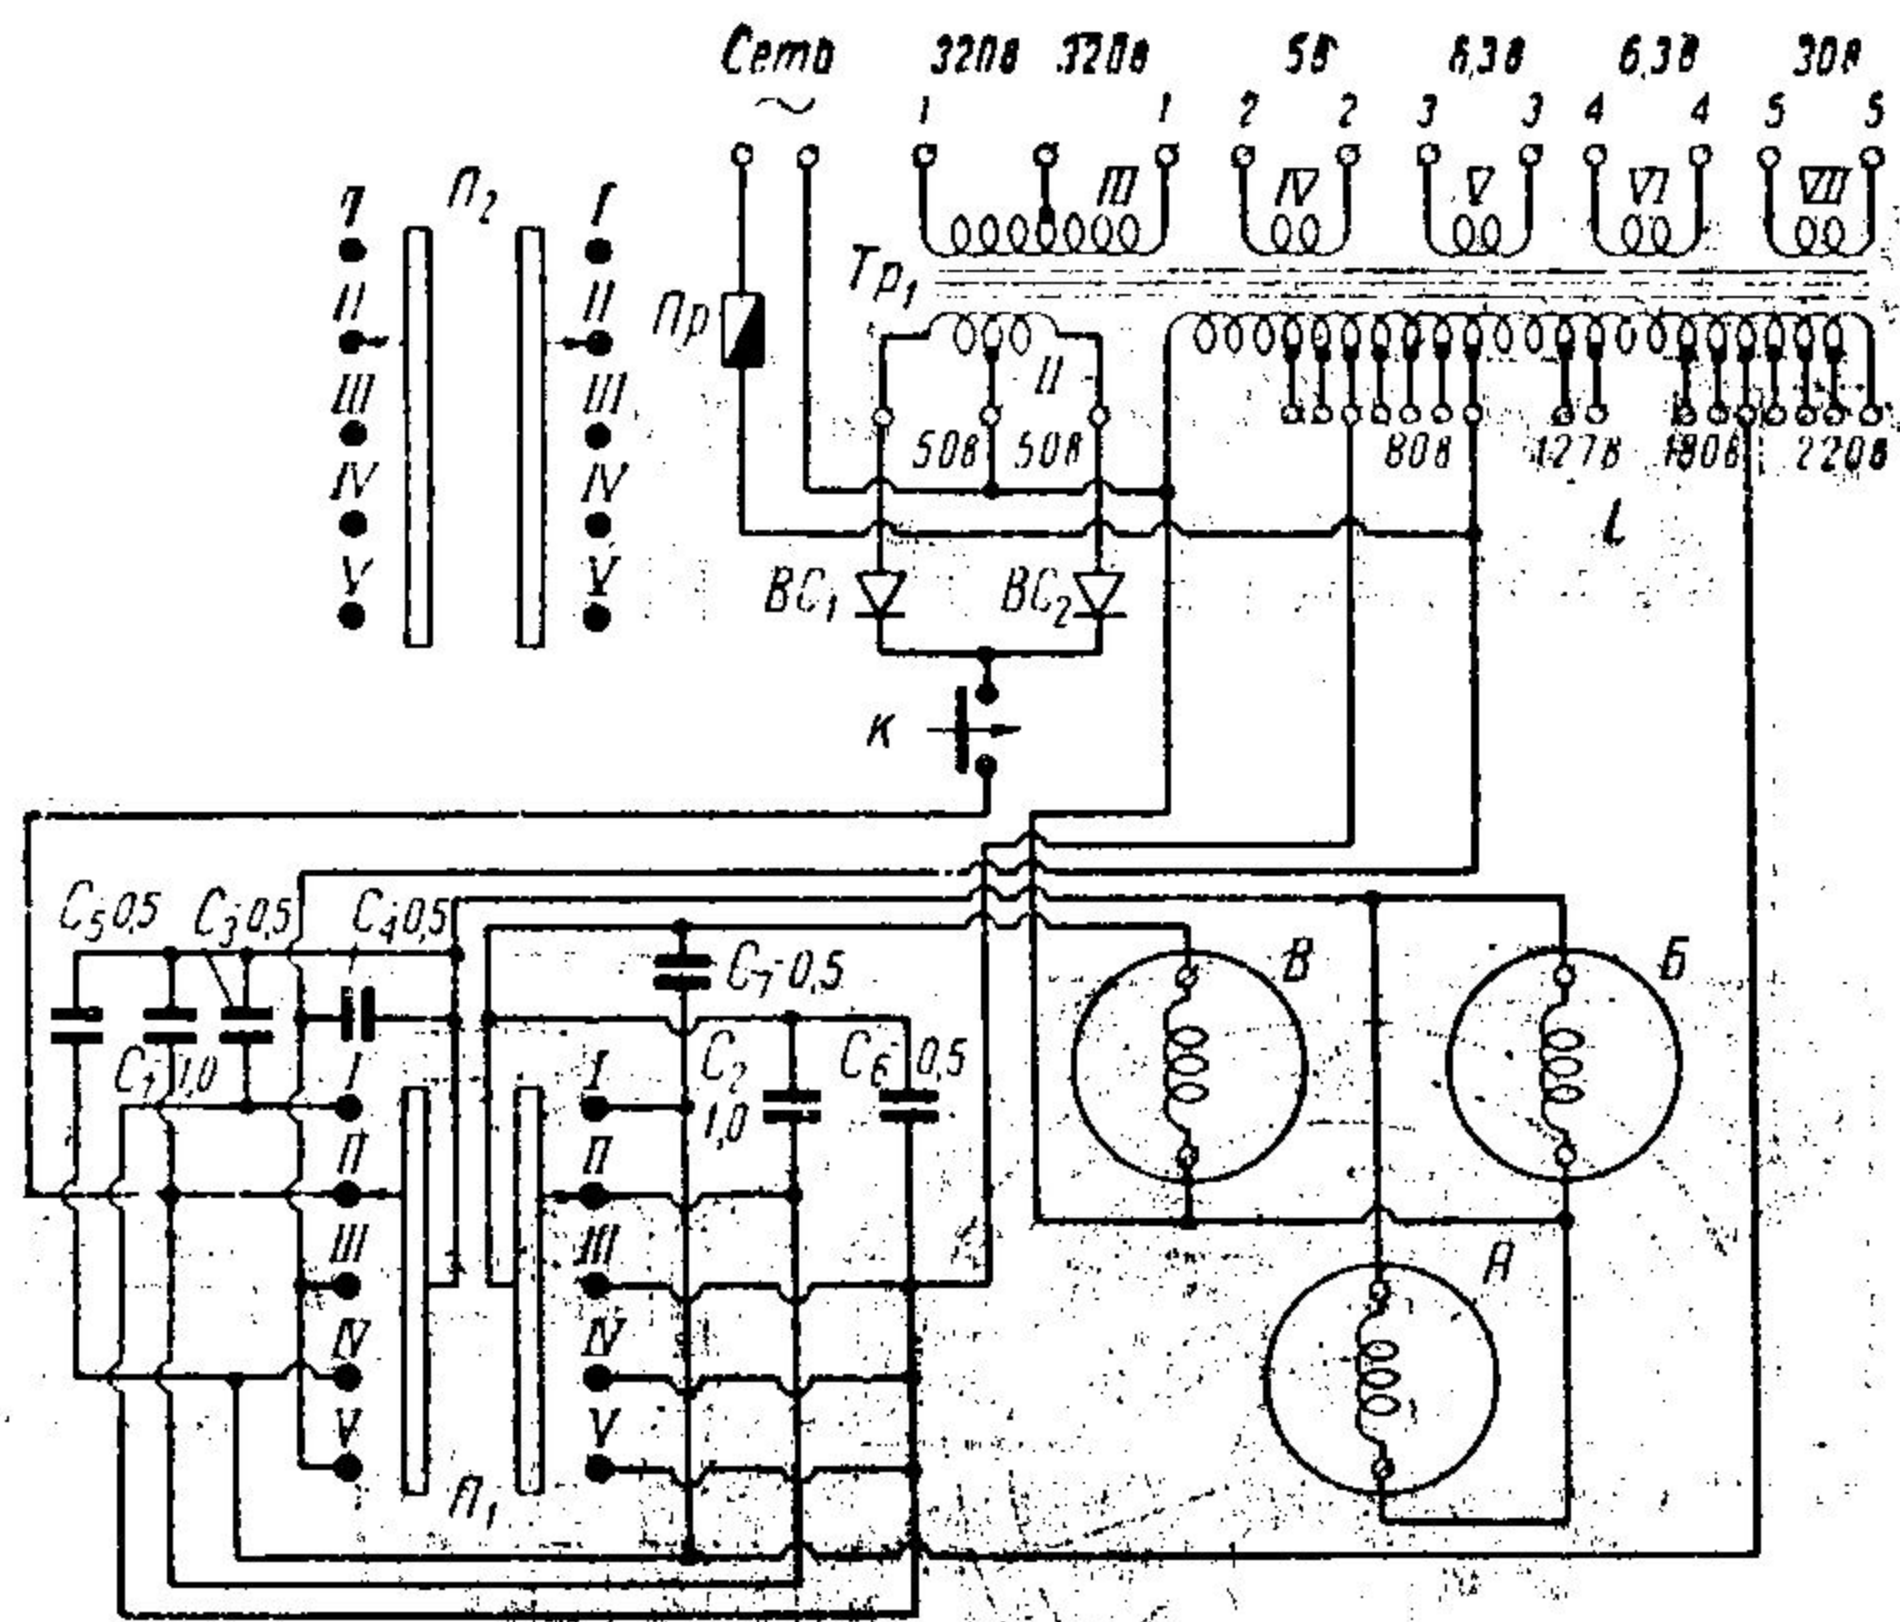 Сеть 320в 320в 5в 6,3в 6,3в 30в
~
1 1 2 2 3 3 4 4 5 5
П2
I I
II II
III III
IV IV
V V
Пр
Тр1
III IV V VI VII
II
50в 50в 80в 127в 180в 220в
I
ВС1 ВС2
К
С5 0,5 С3 0,5 С4 0,5
С7 0,5
В Б
С1 1,0
С2 1,0
С6 0,5
I I
II II
III III
IV IV
V V
А
П1